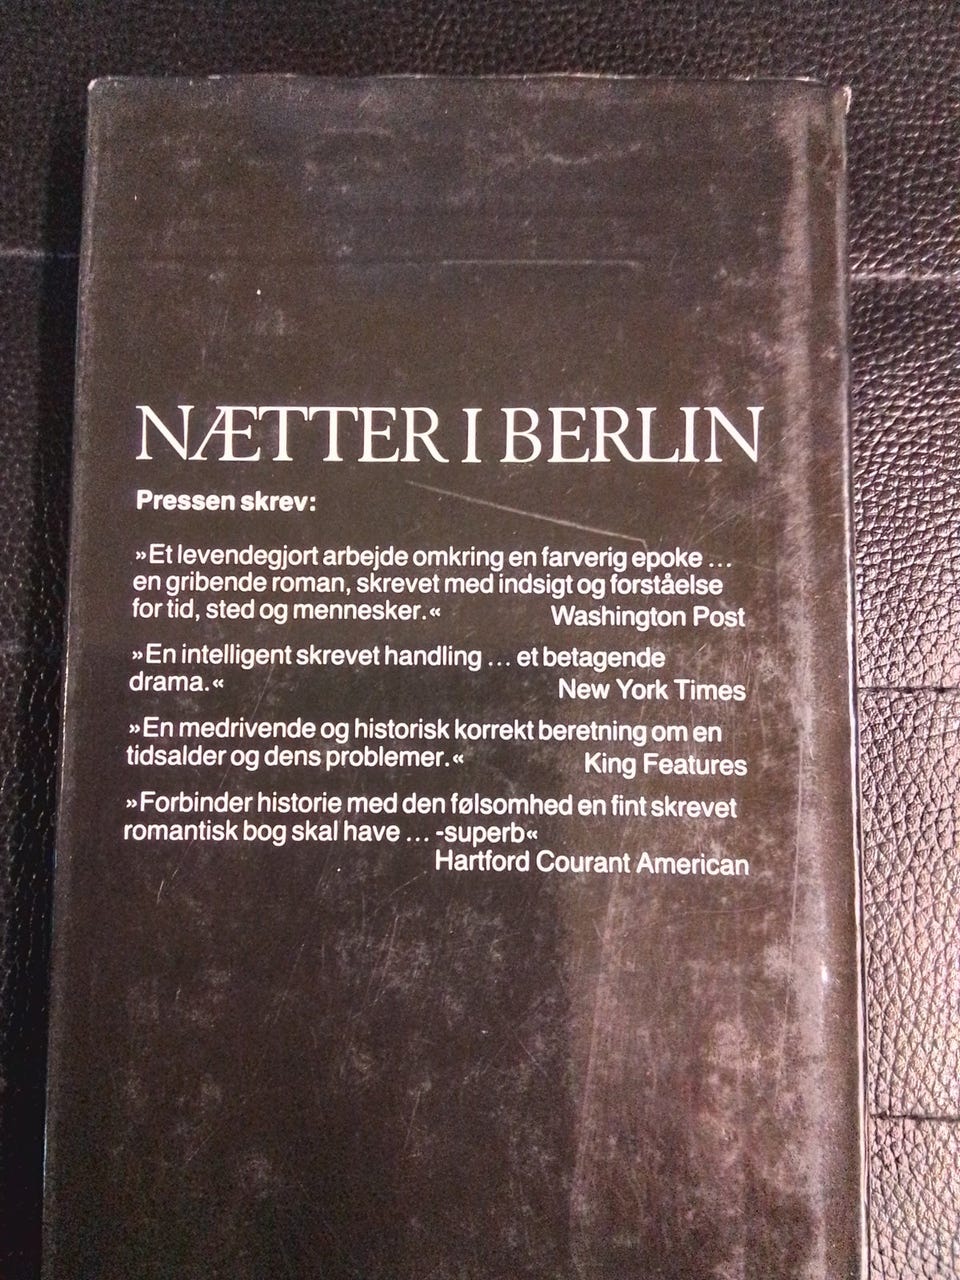 NÆTTER I BERLIN
Pressen skrev:
»Et levendegjort arbejde omkring en farverig epoke ...
en gribende roman, skrevet med indsigt og forståelse
for tid, sted og mennesker.« Washington Post
»En intelligent skrevet handling ... et betagende
drama.« New York Times
»En medrivende og historisk korrekt beretning om en
tidsalder og dens problemer.« King Features
»Forbinder historie med den følsomhed en fint skrevet
romantisk bog skal have ... -superb«
Hartford Courant American